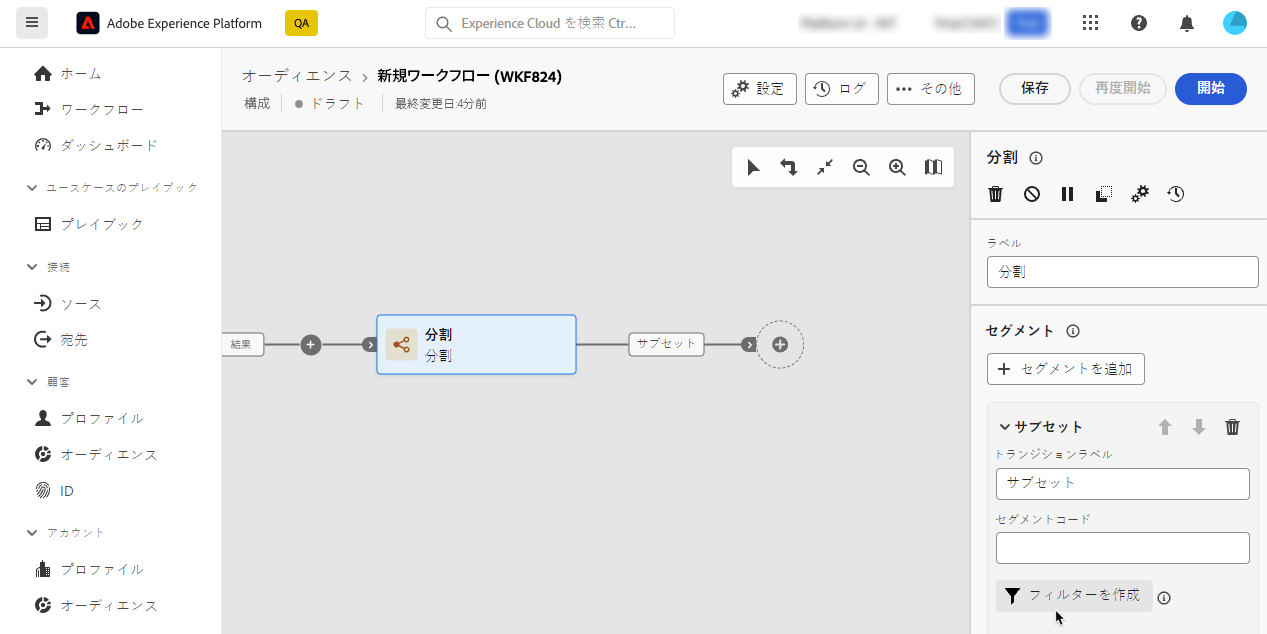 Adobe Experience Platform
QA
Experience Cloud を検索 Ctr...
ホーム
ワークフロー
ダッシュボード
ユースケースのプレイブック
プレイブック
接続
ソース
宛先
顧客
プロファイル
オーディエンス
ID
アカウント
プロファイル
オーディエンス
オーディエンス > 新規ワークフロー (WKF824)
構成 ドラフト 最終変更日:4分前
設定
ログ
その他
保存
再度開始
開始
結果
分割
分割
サブセット
分割
ラベル
分割
セグメント
セグメントを追加
サブセット
トランジションラベル
サブセット
セグメントコード
フィルターを作成